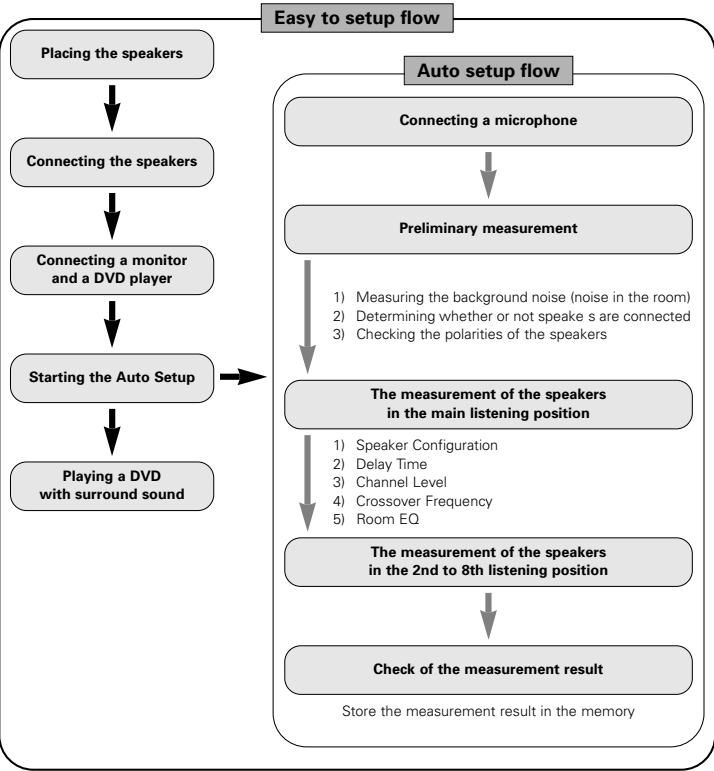 Easy to setup flow
Placing the speakers
Connecting the speakers
Connecting a monitor
and a DVD player
Starting the Auto Setup
Playing a DVD
with surround sound
Auto setup flow
Connecting a microphone
Preliminary measurement
1) Measuring the background noise (noise in the room)
2) Determining whether or not speake s are connected
3) Checking the polarities of the speakers
The measurement of the speakers
in the main listening position
1) Speaker Configuration
2) Delay Time
3) Channel Level
4) Crossover Frequency
5) Room EQ
The measurement of the speakers
in the 2nd to 8th listening position
Check of the measurement result
Store the measurement result in the memory